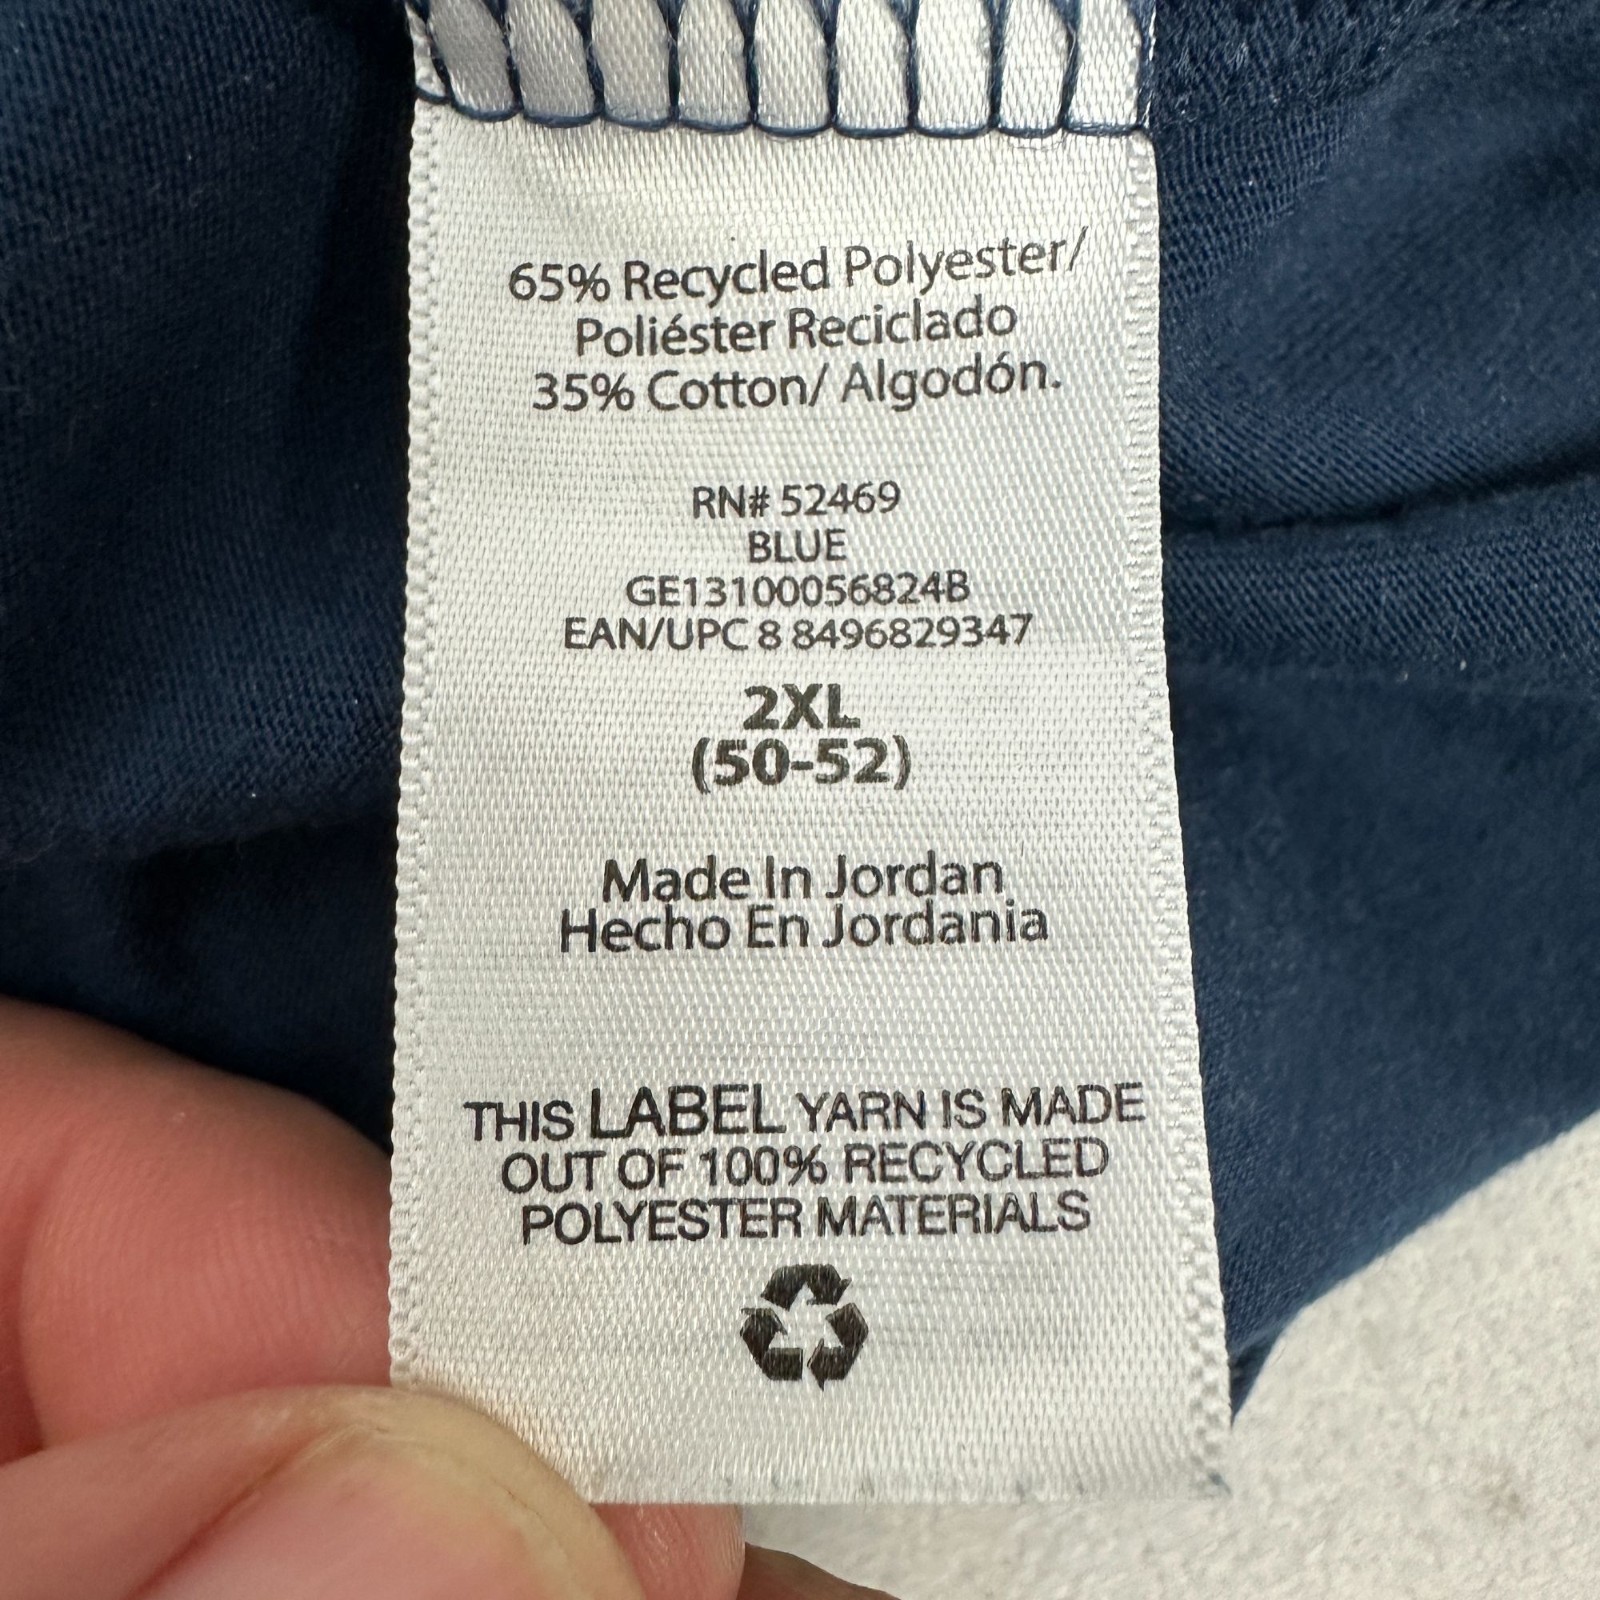 65% Recycled Polyester/
Poliéster Reciclado
35% Cotton/ Algodón.
RN# 52469
BLUE
GE13100056824B
EAN/UPC 8 8496829347
2XL
(50-52)
Made In Jordan
Hecho En Jordania
THIS LABEL YARN IS MADE
OUT OF 100% RECYCLED
POLYESTER MATERIALS